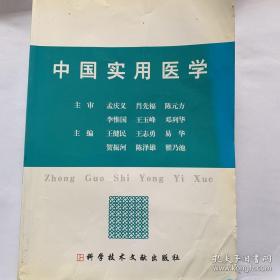 中国实用医学
主审 孟庆义 肖先福 陈元方
李惟国 王玉峰 邓列华
主编 王健民 王志勇 易华
贺振河 陈泽雄 瞿乃池
Zhong Guo Shi Yong Yi Xue
科学技术文献出版社